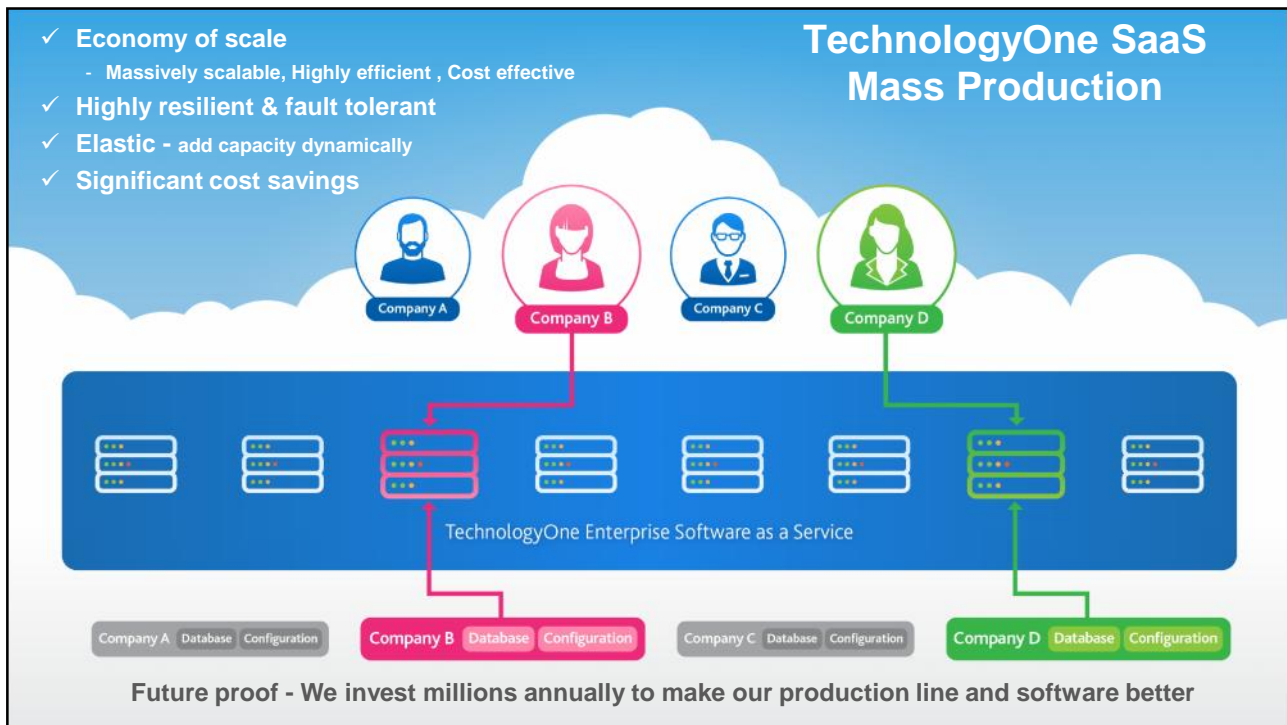 ✓ Economy of scale
- Massively scalable, Highly efficient , Cost effective
✓ Highly resilient & fault tolerant
✓ Elastic - add capacity dynamically
✓ Significant cost savings
TechnologyOne SaaS
Mass Production
Company A
Company B
Company C
Company D
TechnologyOne Enterprise Software as a Service
Company A Database Configuration
Company B Database Configuration
Company C Database Configuration
Company D Database Configuration
Future proof - We invest millions annually to make our production line and software better